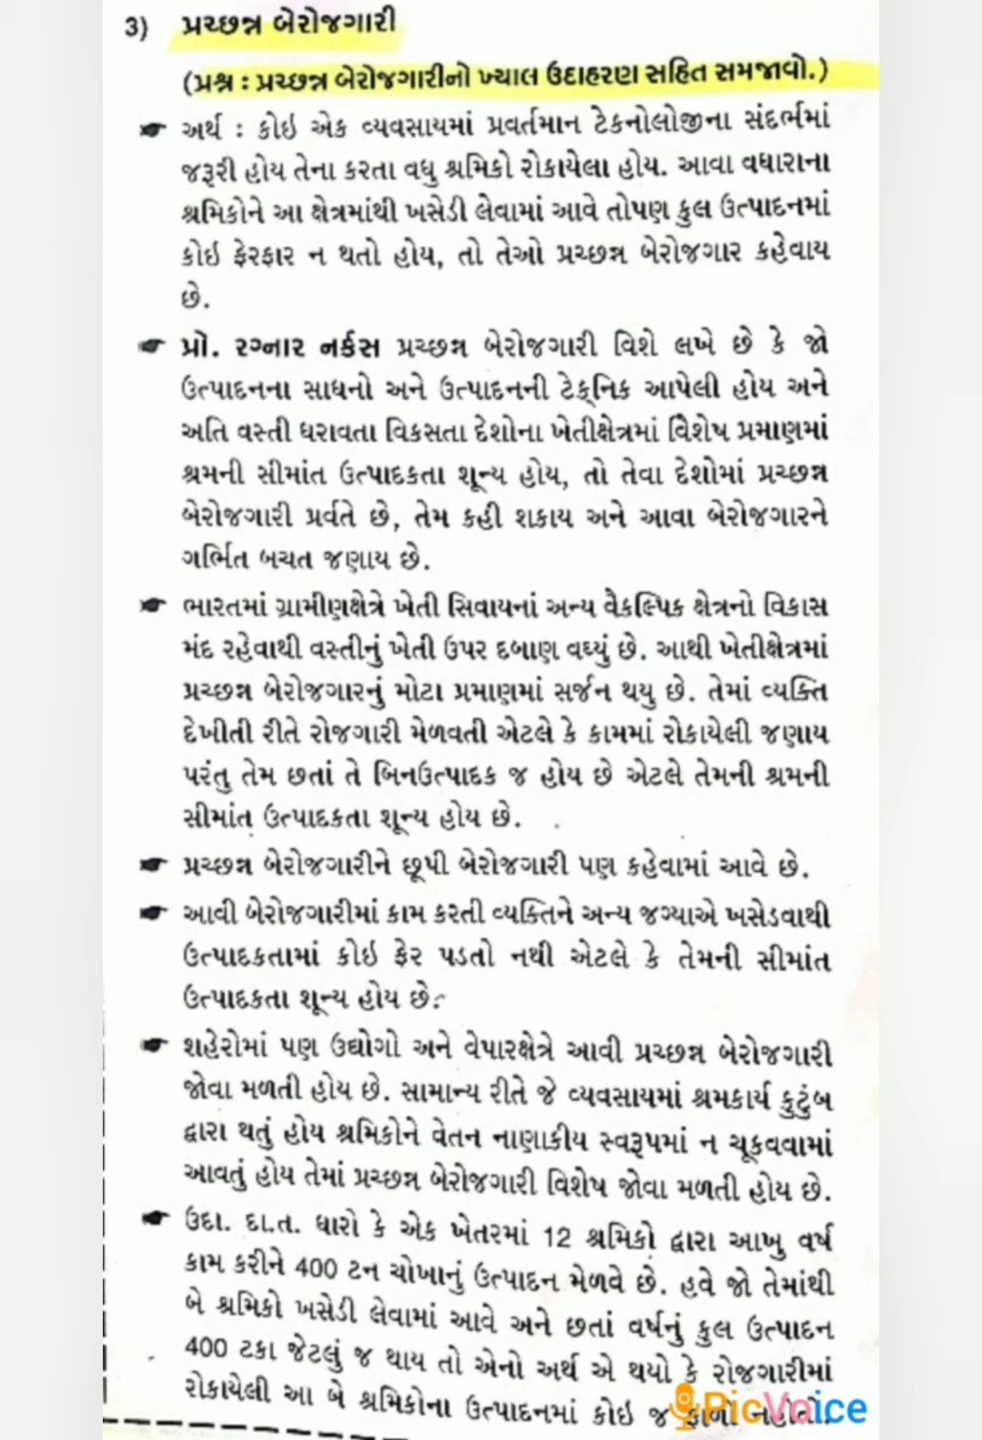 3) પ્રચ્છન્ન બેરોજગારી
(પ્રશ્ન : પ્રચ્છન્ન બેરોજગારીનો ખ્યાલ ઉદાહરણ સહિત સમજાવો.)
અર્થ : કોઇ એક વ્યવસાયમાં પ્રવર્તમાન ટેકનોલોજીના સંદર્ભમાં
જરૂરી હોય તેના કરતા વધુ શ્રમિકો રોકાયેલા હોય. આવા વધારાના
શ્રમિકોને આ ક્ષેત્રમાંથી ખસેડી લેવામાં આવે તોપણ કુલ ઉત્પાદનમાં
કોઇ ફેરફાર ન થતો હોય, તો તેઓ પ્રચ્છન્ન બેરોજગાર કહેવાય
છે.
પ્રો. રગ્નાર નર્કસ પ્રચ્છન્ન બેરોજગારી વિશે લખે છે કે જો
ઉત્પાદનના સાધનો અને ઉત્પાદનની ટેક્નિક આપેલી હોય અને
અતિ વસ્તી ધરાવતા વિકસતા દેશોના ખેતીક્ષેત્રમાં વિશેષ પ્રમાણમાં
શ્રમની સીમાંત ઉત્પાદકતા શૂન્ય હોય, તો તેવા દેશોમાં પ્રચ્છન્ન
બેરોજગારી પ્રર્વતે છે, તેમ કહી શકાય અને આવા બેરોજગારને
ગર્ભિત બચત જણાય છે.
ભારતમાં ગ્રામીણક્ષેત્રે ખેતી સિવાયનાં અન્ય વૈકલ્પિક ક્ષેત્રનો વિકાસ
મંદ રહેવાથી વસ્તીનું ખેતી ઉપર દબાણ વધ્યું છે. આથી ખેતીક્ષેત્રમાં
પ્રચ્છન્ન બેરોજગારનું મોટા પ્રમાણમાં સર્જન થયુ છે. તેમાં વ્યક્તિ
દેખીતી રીતે રોજગારી મેળવતી એટલે કે કામમાં રોકાયેલી જણાય
પરંતુ તેમ છતાં તે બિનઉત્પાદક જ હોય છે એટલે તેમની શ્રમની
સીમાંત ઉત્પાદકતા શૂન્ય હોય છે.
પ્રચ્છન્ન બેરોજગારીને છૂપી બેરોજગારી પણ કહેવામાં આવે છે.
આવી બેરોજગારીમાં કામ કરતી વ્યક્તિને અન્ય જગ્યાએ ખસેડવાથી
ઉત્પાદકતામાં કોઇ ફેર પડતો નથી એટલે કે તેમની સીમાંત
ઉત્પાદકતા શૂન્ય હોય છે.
શહેરોમાં પણ ઉદ્યોગો અને વેપારક્ષેત્રે આવી પ્રચ્છન્ન બેરોજગારી
જોવા મળતી હોય છે. સામાન્ય રીતે જે વ્યવસાયમાં શ્રમકાર્ય કુટુંબ
દ્વારા થતું હોય શ્રમિકોને વેતન નાણાકીય સ્વરૂપમાં ન ચૂકવવામાં
આવતું હોય તેમાં પ્રચ્છન્ન બેરોજગારી વિશેષ જોવા મળતી હોય છે.
ઉદા. દા.ત. ધારો કે એક ખેતરમાં 12 શ્રમિકો દ્વારા આખુ વર્ષ
કામ કરીને 400 ટન ચોખાનું ઉત્પાદન મેળવે છે. હવે જો તેમાંથી
બે શ્રમિકો ખસેડી લેવામાં આવે અને છતાં વર્ષનું કુલ ઉત્પાદન
400 ટકા જેટલું જ થાય તો એનો અર્થ એ થયો કે રોજગારીમાં
રોકાયેલી આ બે શ્રમિકોના ઉત્પાદનમાં કોઇ જ ફાળો નહોતો.
PicVoice